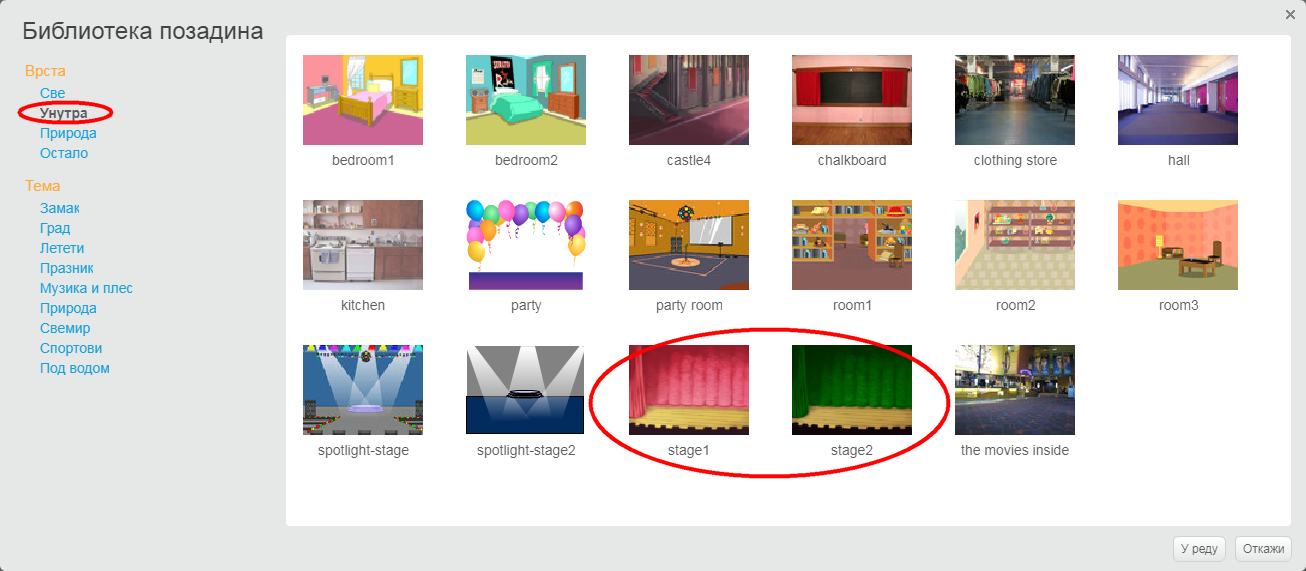 Библиотека позадина
×
Врста
Све
Унутра
Природа
Остало
Тема
Замак
Град
Летети
Празник
Музика и плес
Природа
Свемир
Спортови
Под водом
bedroom1 bedroom2 castle4 chalkboard clothing store hall
kitchen party party room room1 room2 room3
spotlight-stage spotlight-stage2 stage1 stage2 the movies inside
У реду Откажи